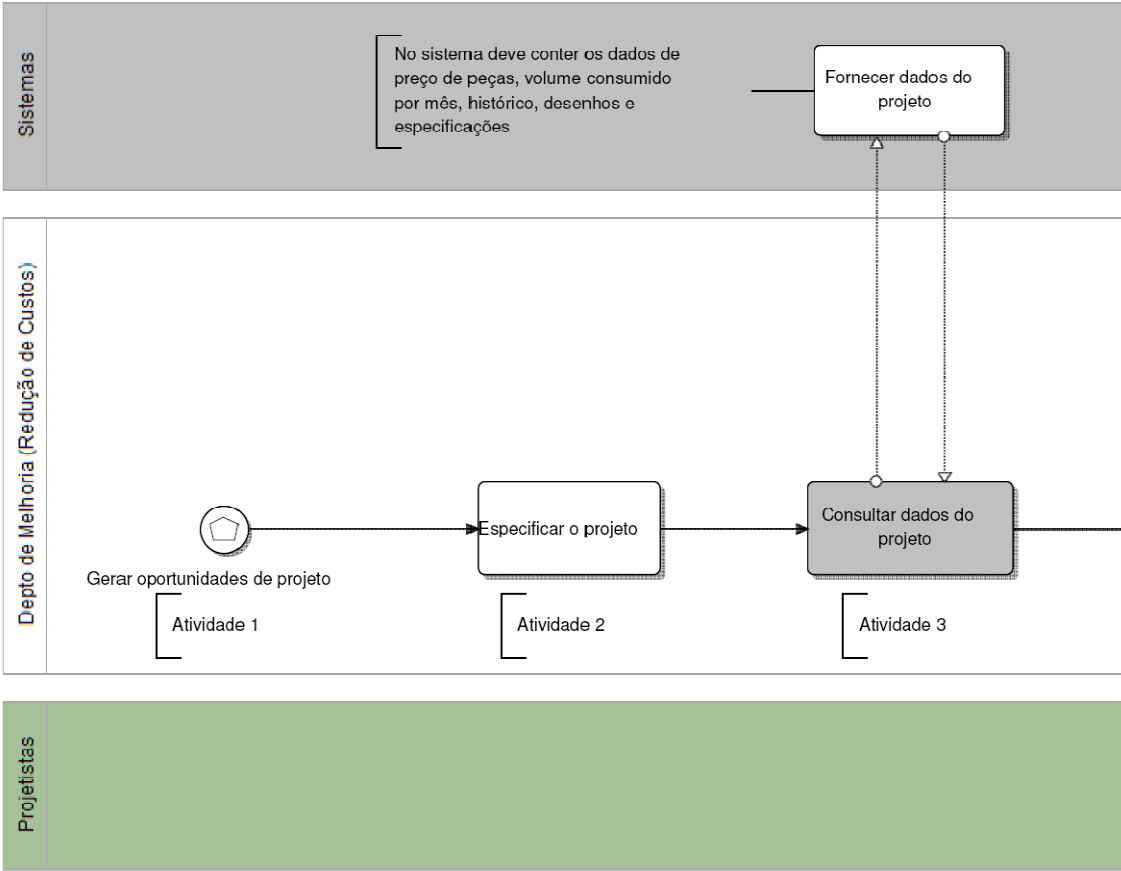 Sistemas
No sistema deve conter os dados de
preço de peças, volume consumido
por mês, histórico, desenhos e
especificações
Fornecer dados do
projeto
Depto de Melhoria (Redução de Custos)
Gerar oportunidades de projeto
Atividade 1
Especificar o projeto
Atividade 2
Consultar dados do
projeto
Atividade 3
Projetistas